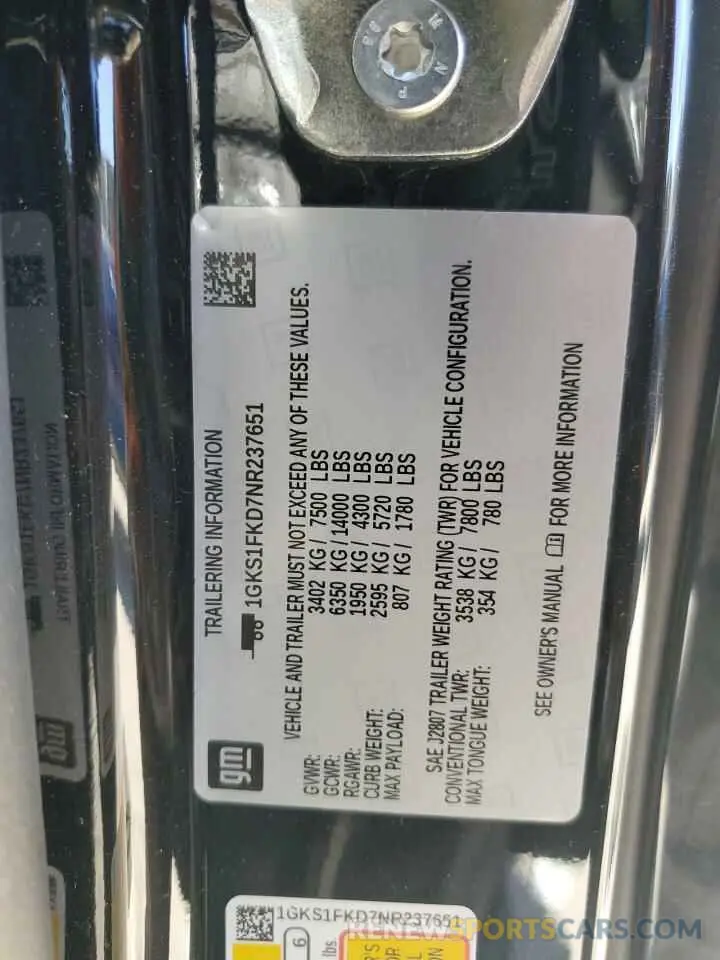 gm
TRAILERING INFORMATION
1GKS1FKD7NR237651
VEHICLE AND TRAILER MUST NOT EXCEED ANY OF THESE VALUES.
GVWR: 3402 KG / 7500 LBS
GCWR: 6350 KG / 14000 LBS
RGAWR: 1950 KG / 4300 LBS
CURB WEIGHT: 2595 KG / 5720 LBS
MAX PAYLOAD: 807 KG / 1780 LBS
SAE J2807 TRAILER WEIGHT RATING (TWR) FOR VEHICLE CONFIGURATION.
CONVENTIONAL TWR: 3538 KG / 7800 LBS
MAX TONGUE WEIGHT: 354 KG / 780 LBS
SEE OWNER'S MANUAL FOR MORE INFORMATION
1GKS1FKD7NR237651
6
lbs
RENEWSPORTSCARS.COM